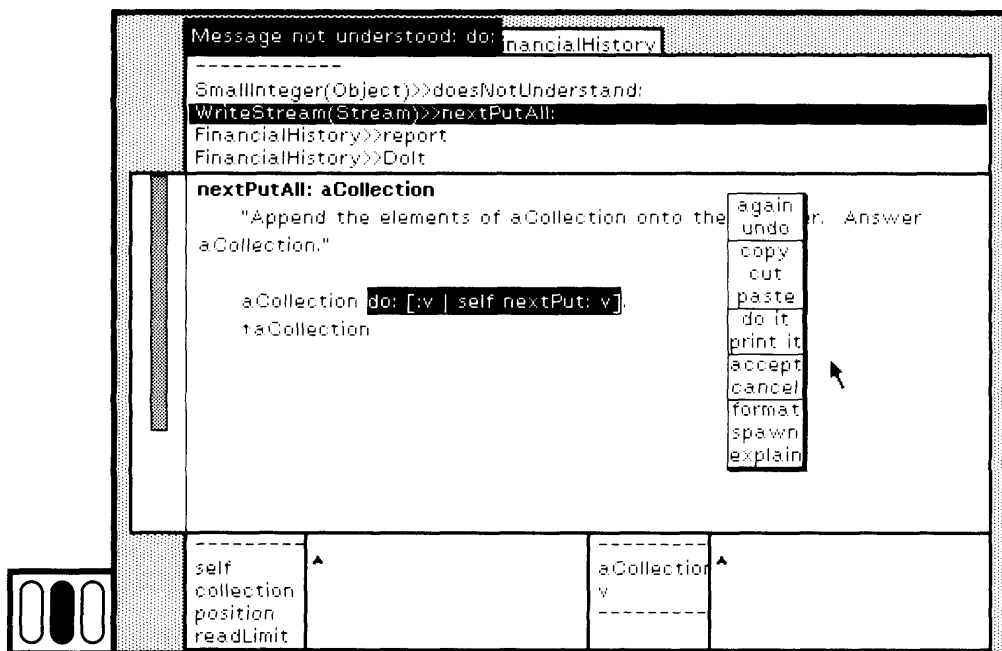 Message not understood: do:
nancialHistory
------------
SmallInteger(Object)>>doesNotUnderstand:
WriteStream(Stream)>>nextPutAll:
FinancialHistory>>report
FinancialHistory>>DoIt
nextPutAll: aCollection
"Append the elements of aCollection onto the r. Answer
aCollection."
aCollection do: [:v | self nextPut: v].
↑aCollection
again
undo
copy
cut
paste
do it
print it
accept
cancel
format
spawn
explain
------------
self
collection
position
readLimit
------------
aCollection
v
------------